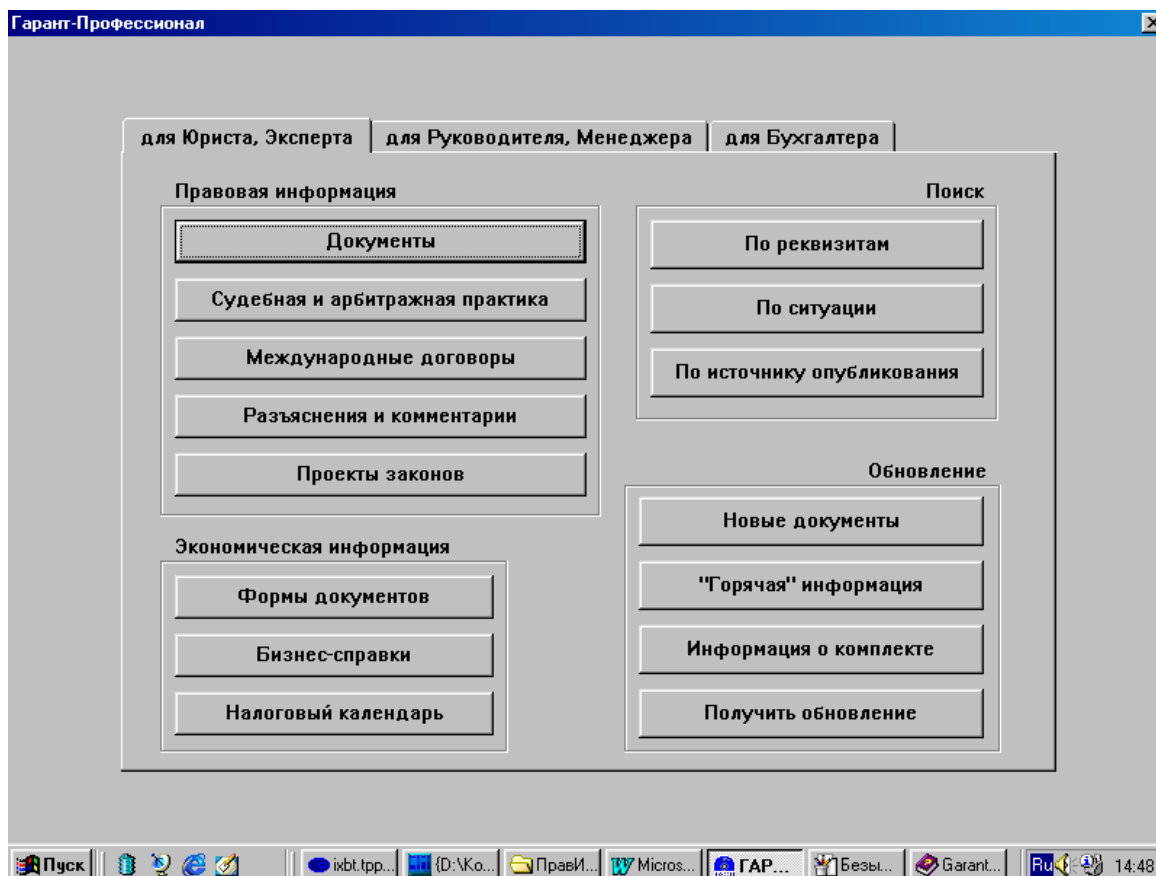 Гарант-Профессионал
для Юриста, Эксперта
для Руководителя, Менеджера
для Бухгалтера
Правовая информация
Документы
Судебная и арбитражная практика
Международные договоры
Разъяснения и комментарии
Проекты законов
Экономическая информация
Формы документов
Бизнес-справки
Налоговый календарь
Поиск
По реквизитам
По ситуации
По источнику опубликования
Обновление
Новые документы
"Горячая" информация
Информация о комплекте
Получить обновление
Пуск
ixbt.tpp...
{D:\Ko...
ПравИ...
Micros...
ГАР...
Безы...
Garant...
Ru
14:48